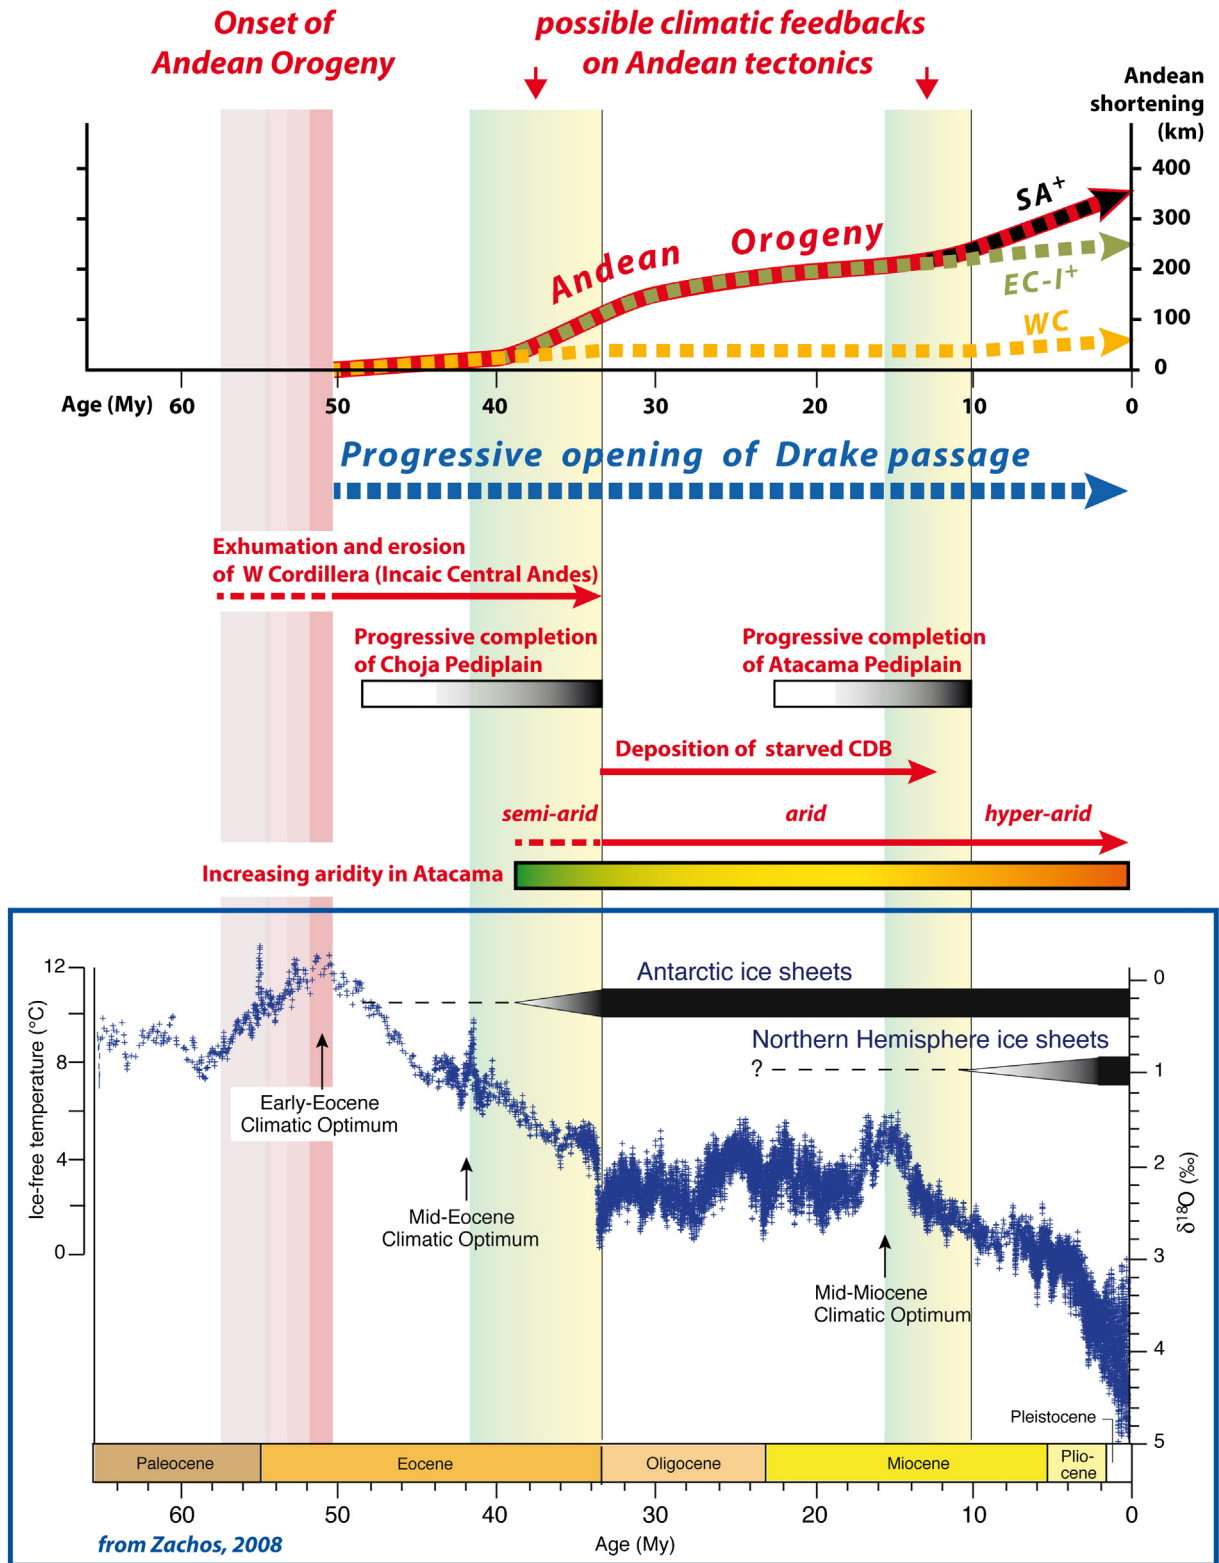 Onset of
Andean Orogeny
possible climatic feedbacks
on Andean tectonics
Andean
shortening
(km)
400
300
200
100
0
SA+
EC-I+
WC
Andean Orogeny
Age (My) 60 50 40 30 20 10 0
Progressive opening of Drake passage
Exhumation and erosion
of W Cordillera (Incaic Central Andes)
Progressive completion
of Choja Pediplain
Progressive completion
of Atacama Pediplain
Deposition of starved CDB
semi-arid arid hyper-arid
Increasing aridity in Atacama
12
8
4
0
Ice-free temperature (°C)
Antarctic ice sheets
Northern Hemisphere ice sheets
?
Early-Eocene
Climatic Optimum
Mid-Eocene
Climatic Optimum
Mid-Miocene
Climatic Optimum
0
1
2
3
4
5
δ18O (‰)
Pleistocene
Paleocene Eocene Oligocene Miocene Plio-
cene
60 50 40 30 20 10 0
from Zachos, 2008
Age (My)